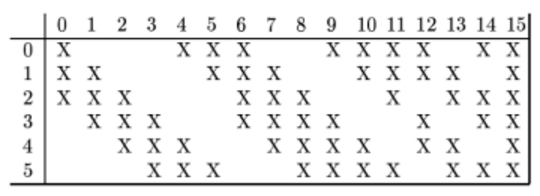 0 1 2 3 4 5 6 7 8 9 10 11 12 13 14 15
0 X X X X X X X X X X
1 X X X X X X X X X X
2 X X X X X X X X X X
3 X X X X X X X X X X
4 X X X X X X X X X X
5 X X X X X X X X X X